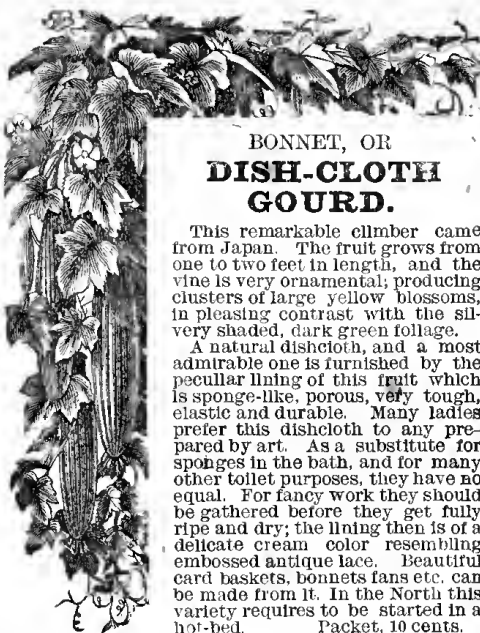 BONNET, OR
DISH-CLOTH
GOURD.
This remarkable climber came
from Japan. The fruit grows from
one to two feet in length, and the
vine is very ornamental; producing
clusters of large yellow blossoms,
in pleasing contrast with the sil-
very shaded, dark green foliage.
A natural dishcloth, and a most
admirable one is furnished by the
peculiar lining of this fruit which
is sponge-like, porous, very tough,
elastic and durable. Many ladies
prefer this dishcloth to any pre-
pared by art. As a substitute for
sponges in the bath, and for many
other toilet purposes, they have no
equal. For fancy work they should
be gathered before they get fully
ripe and dry; the lining then is of a
delicate cream color resembling
embossed antique lace. Beautiful
card baskets, bonnets fans etc. can
be made from it. In the North this
variety requires to be started in a
hot-bed. Packet, 10 cents.